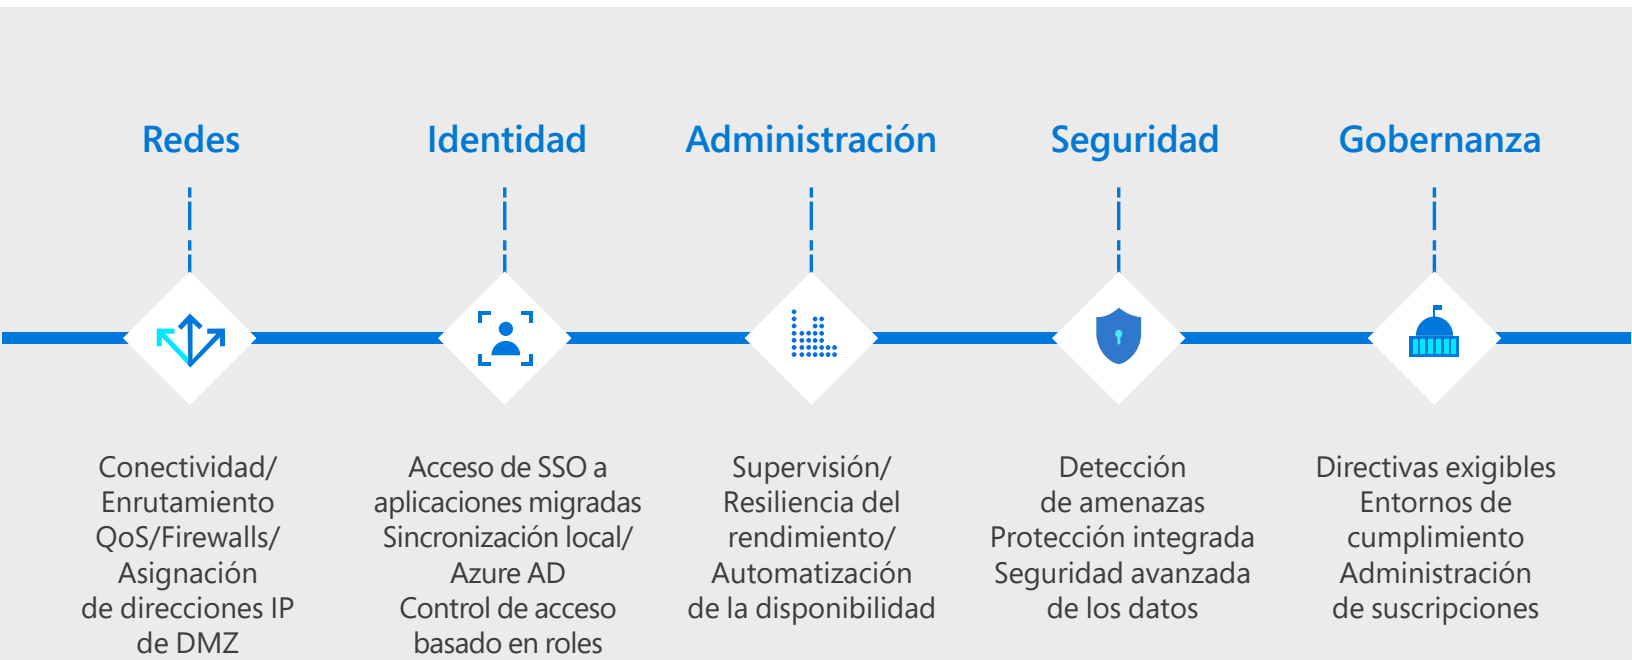 Redes
Conectividad/
Enrutamiento
QoS/Firewalls/
Asignación
de direcciones IP
de DMZ
Identidad
Acceso de SSO a
aplicaciones migradas
Sincronización local/
Azure AD
Control de acceso
basado en roles
Administración
Supervisión/
Resiliencia del
rendimiento/
Automatización
de la disponibilidad
Seguridad
Detección
de amenazas
Protección integrada
Seguridad avanzada
de los datos
Gobernanza
Directivas exigibles
Entornos de
cumplimiento
Administración
de suscripciones